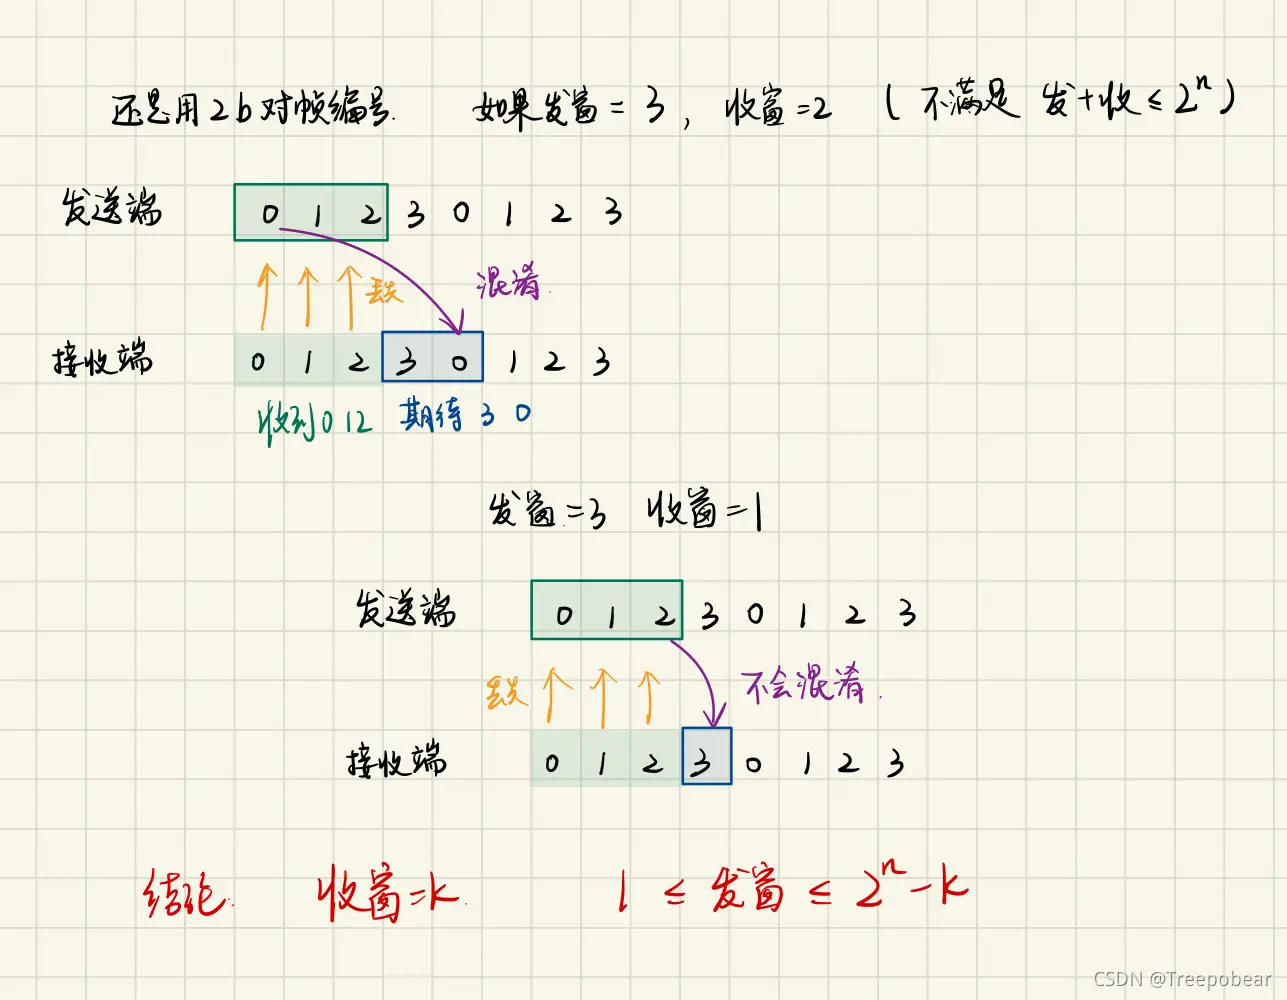 还是用2b对帧编号. 如果发窗=3, 收窗=2 (不满足 发+收≤2ⁿ)
发送端 0 1 2 3 0 1 2 3
丢失 混淆.
接收端 0 1 2 3 0 1 2 3
收到012 期待 3 0
发窗=3 收窗=1
发送端 0 1 2 3 0 1 2 3
丢失 不会混淆.
接收端 0 1 2 3 0 1 2 3
结论. 收窗=k. 1 ≤ 发窗 ≤ 2ⁿ-k
CSDN @Treepobear